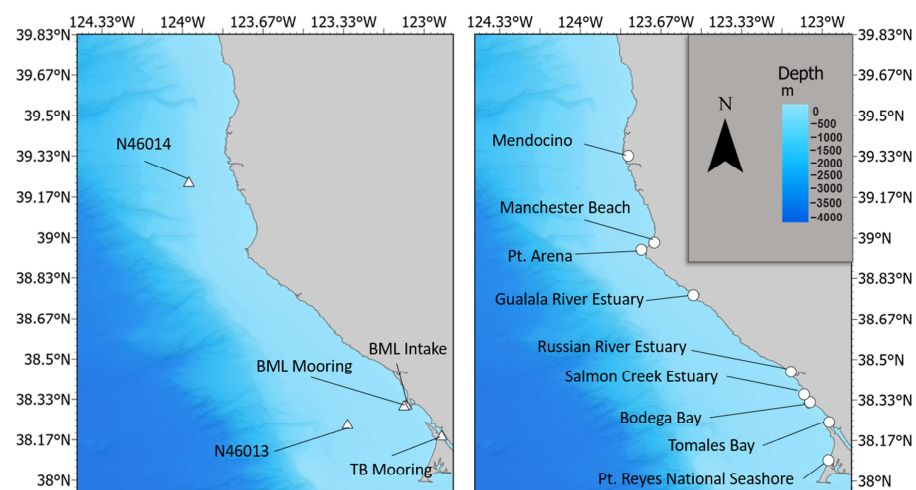 124.33°W 124°W 123.67°W 123.33°W 123°W
39.83°N
39.67°N
39.5°N
39.33°N
39.17°N
39°N
38.83°N
38.67°N
38.5°N
38.33°N
38.17°N
38°N
N46014
BML Intake
BML Mooring
N46013
TB Mooring
124.33°W 124°W 123.67°W 123.33°W 123°W
Depth
m
0
−500
−1000
−1500
−2000
−2500
−3000
−3500
−4000
N
Mendocino
Manchester Beach
Pt. Arena
Gualala River Estuary
Russian River Estuary
Salmon Creek Estuary
Bodega Bay
Tomales Bay
Pt. Reyes National Seashore
39.83°N
39.67°N
39.5°N
39.33°N
39.17°N
39°N
38.83°N
38.67°N
38.5°N
38.33°N
38.17°N
38°N